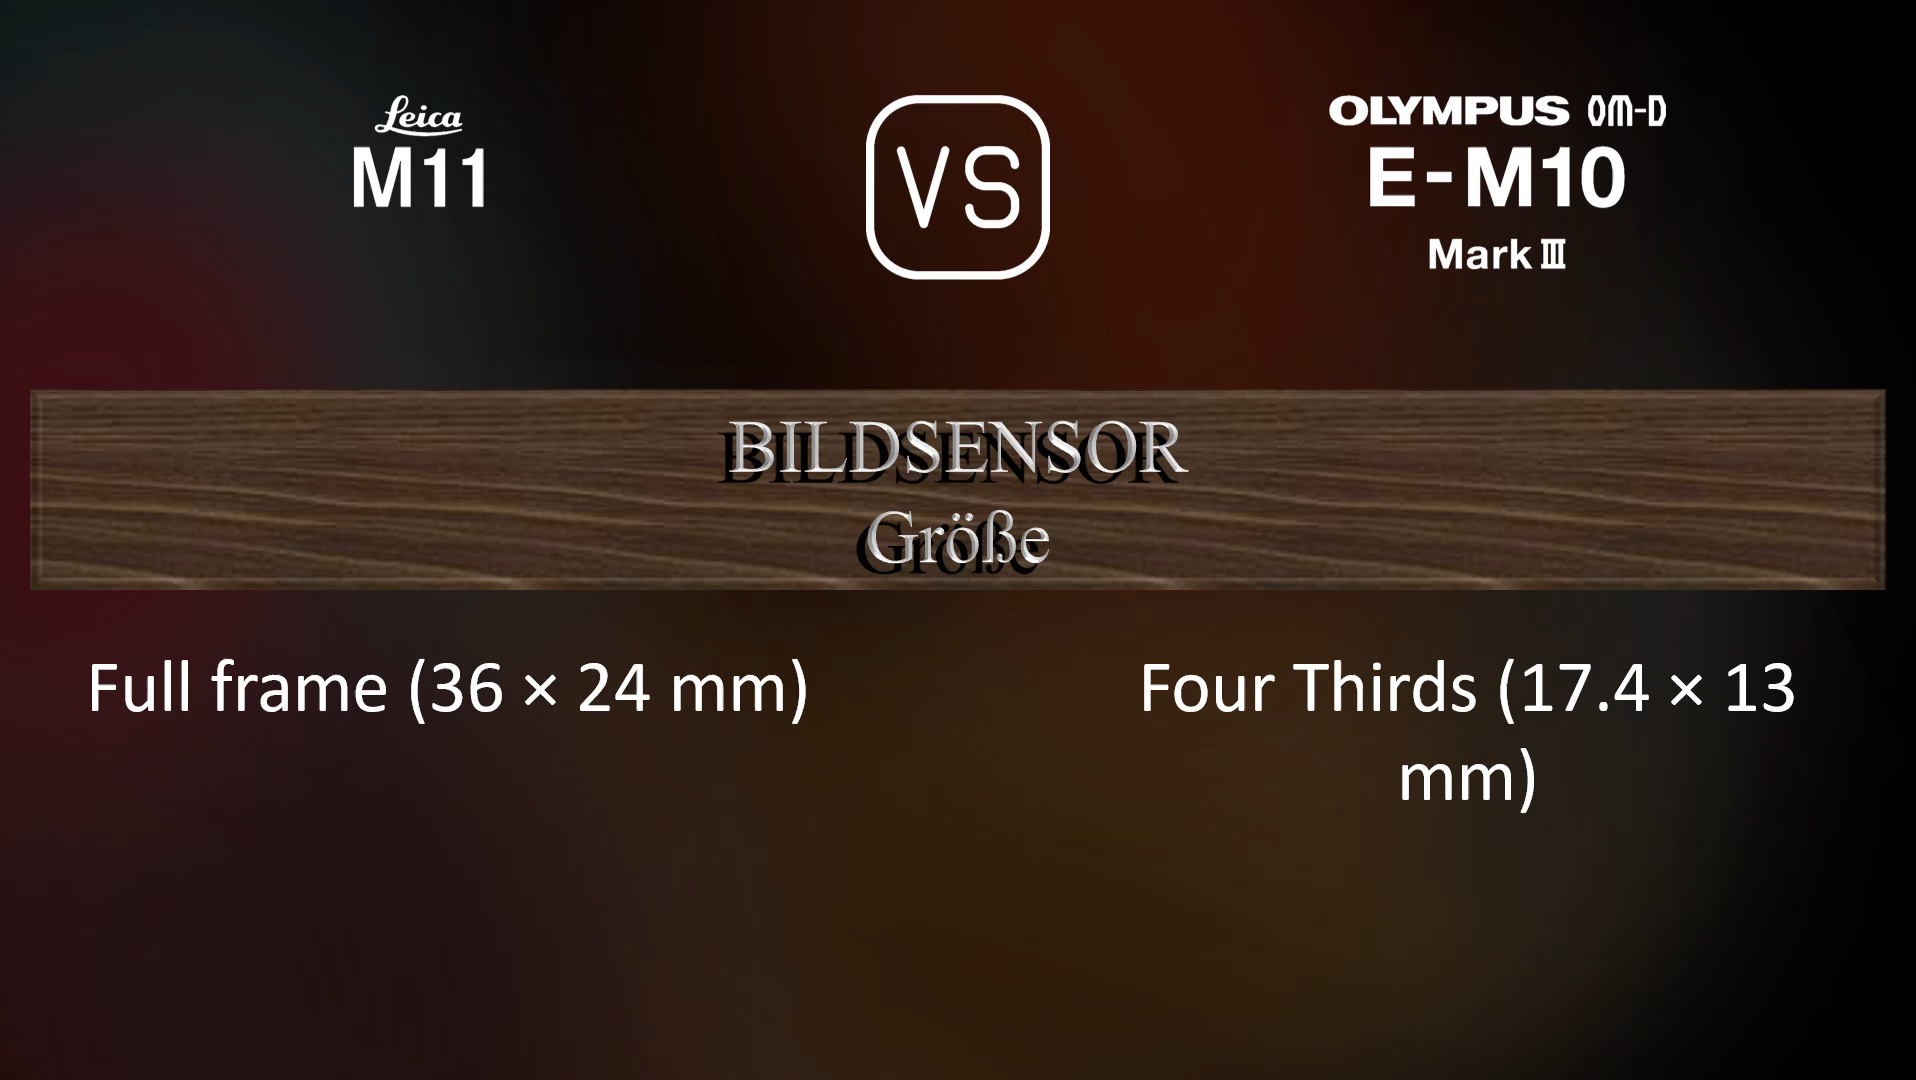 Leica
M11
VS
OLYMPUS OM-D
E-M10
Mark III
BILDSENSOR
Größe
Full frame (36 × 24 mm)
Four Thirds (17.4 × 13
mm)